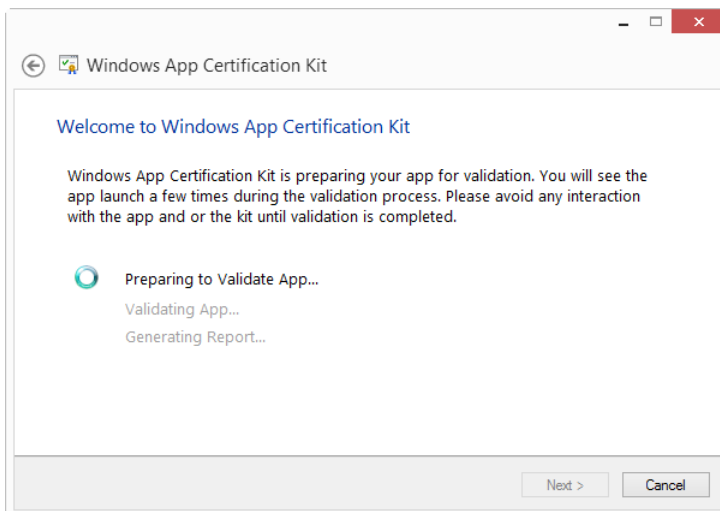 Windows App Certification Kit
Welcome to Windows App Certification Kit
Windows App Certification Kit is preparing your app for validation. You will see the
app launch a few times during the validation process. Please avoid any interaction
with the app and or the kit until validation is completed.
Preparing to Validate App...
Validating App...
Generating Report...
Next >
Cancel